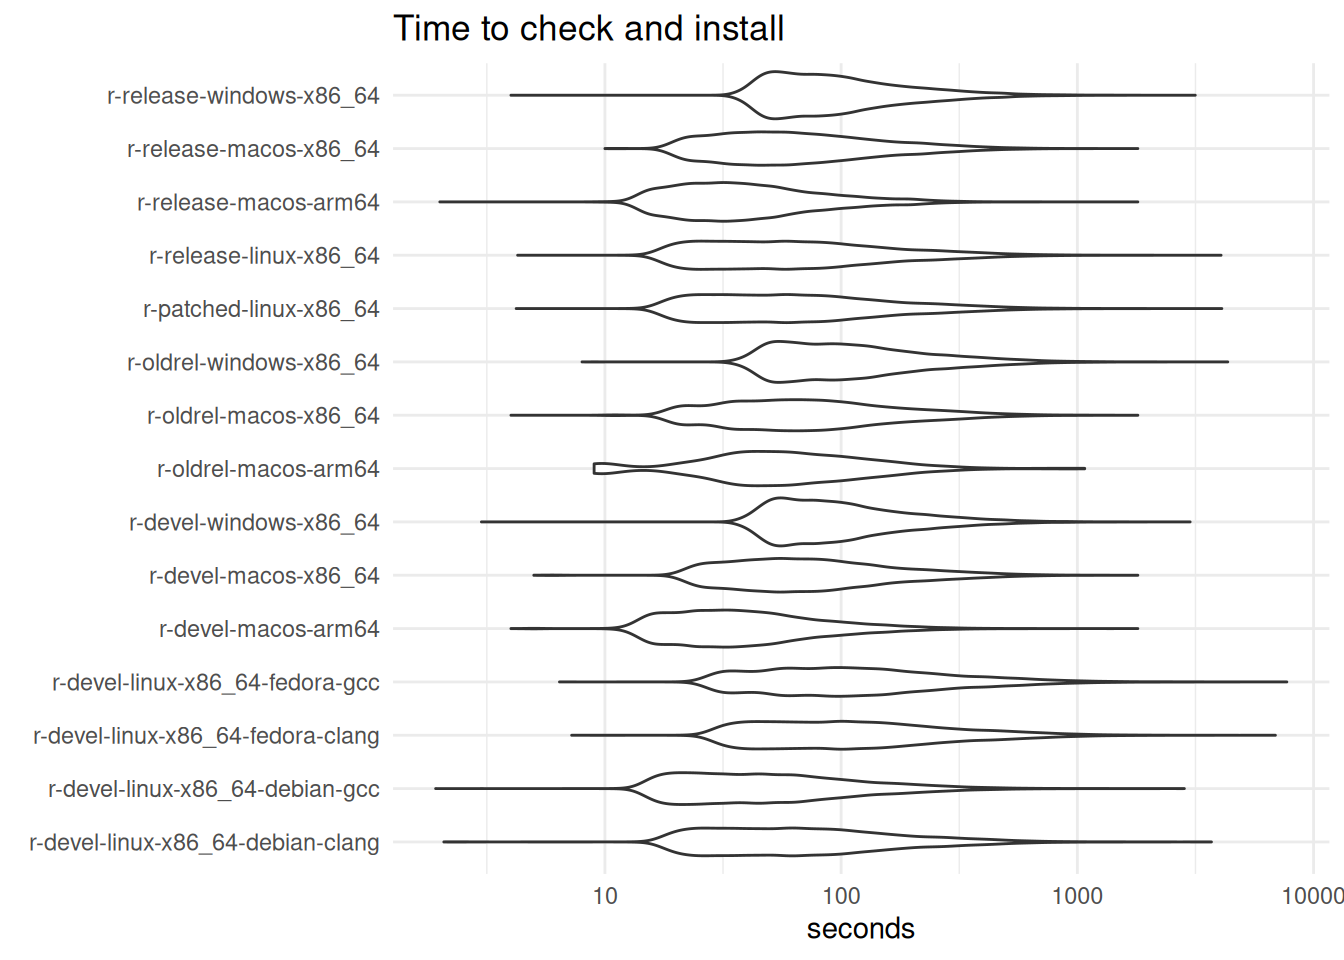 Time to check and install
r-release-windows-x86_64
r-release-macos-x86_64
r-release-macos-arm64
r-release-linux-x86_64
r-patched-linux-x86_64
r-oldrel-windows-x86_64
r-oldrel-macos-x86_64
r-oldrel-macos-arm64
r-devel-windows-x86_64
r-devel-macos-x86_64
r-devel-macos-arm64
r-devel-linux-x86_64-fedora-gcc
r-devel-linux-x86_64-fedora-clang
r-devel-linux-x86_64-debian-gcc
r-devel-linux-x86_64-debian-clang
10 100 1000 10000
seconds